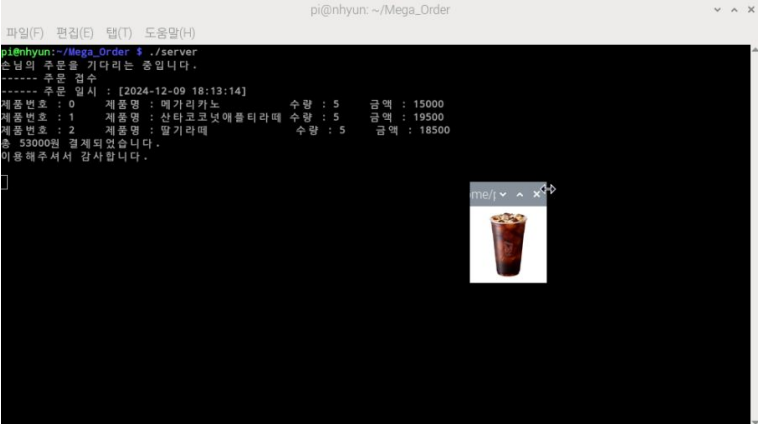 pi@nhyun: ~/Mega_Order
파일(F) 편집(E) 탭(T) 도움말(H)
pi@nhyun:~/Mega_Order $ ./server
손님의 주문을 기다리는 중입니다.
------ 주문 접수
------ 주문 일시 : [2024-12-09 18:13:14]
제품번호 : 0 제품명 : 메가리카노 수량 : 5 금액 : 15000
제품번호 : 1 제품명 : 산타코코넛애플티라떼 수량 : 5 금액 : 19500
제품번호 : 2 제품명 : 딸기라떼 수량 : 5 금액 : 18500
총 53000원 결제되었습니다.
이용해주셔서 감사합니다.
me/p